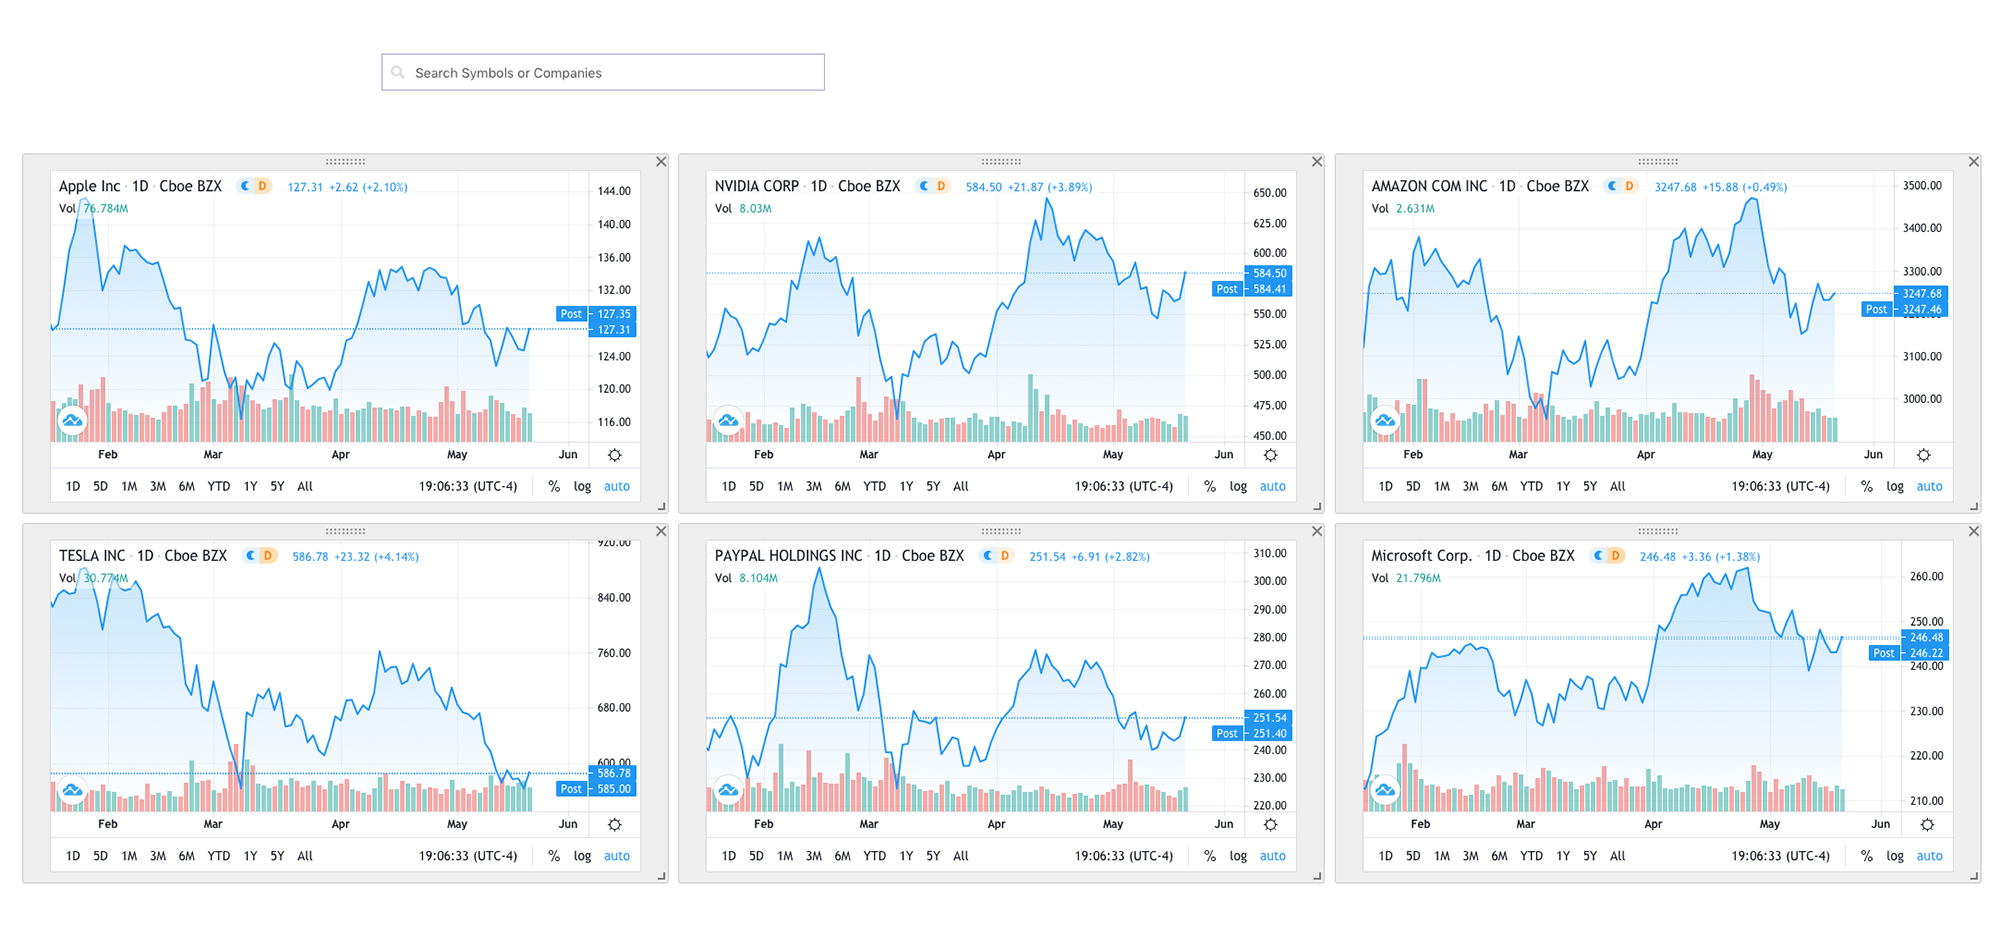 Search Symbols or Companies
Apple Inc · 1D · Cboe BZX D 127.31 +2.62 (+2.10%)
Vol 76.784M
144.00
140.00
136.00
132.00
Post 127.35
127.31
124.00
120.00
116.00
Feb Mar Apr May Jun
1D 5D 1M 3M 6M YTD 1Y 5Y All 19:06:33 (UTC-4) % log auto
NVIDIA CORP · 1D · Cboe BZX D 584.50 +21.87 (+3.89%)
Vol 8.03M
650.00
625.00
600.00
584.50
Post 584.41
550.00
525.00
500.00
475.00
450.00
Feb Mar Apr May Jun
1D 5D 1M 3M 6M YTD 1Y 5Y All 19:06:33 (UTC-4) % log auto
AMAZON COM INC · 1D · Cboe BZX D 3247.68 +15.88 (+0.49%)
Vol 2.631M
3500.00
3400.00
3300.00
3247.68
Post 3247.46
3100.00
3000.00
Feb Mar Apr May Jun
1D 5D 1M 3M 6M YTD 1Y 5Y All 19:06:33 (UTC-4) % log auto
TESLA INC · 1D · Cboe BZX D 586.78 +23.32 (+4.14%)
Vol 30.774M
920.00
840.00
760.00
680.00
600.00
586.78
Post 585.00
Feb Mar Apr May Jun
1D 5D 1M 3M 6M YTD 1Y 5Y All 19:06:33 (UTC-4) % log auto
PAYPAL HOLDINGS INC · 1D · Cboe BZX D 251.54 +6.91 (+2.82%)
Vol 8.104M
310.00
300.00
290.00
280.00
270.00
260.00
251.54
Post 251.40
240.00
230.00
220.00
Feb Mar Apr May Jun
1D 5D 1M 3M 6M YTD 1Y 5Y All 19:06:33 (UTC-4) % log auto
Microsoft Corp. · 1D · Cboe BZX D 246.48 +3.36 (+1.38%)
Vol 21.796M
260.00
250.00
246.48
Post 246.22
240.00
230.00
220.00
210.00
Feb Mar Apr May Jun
1D 5D 1M 3M 6M YTD 1Y 5Y All 19:06:33 (UTC-4) % log auto